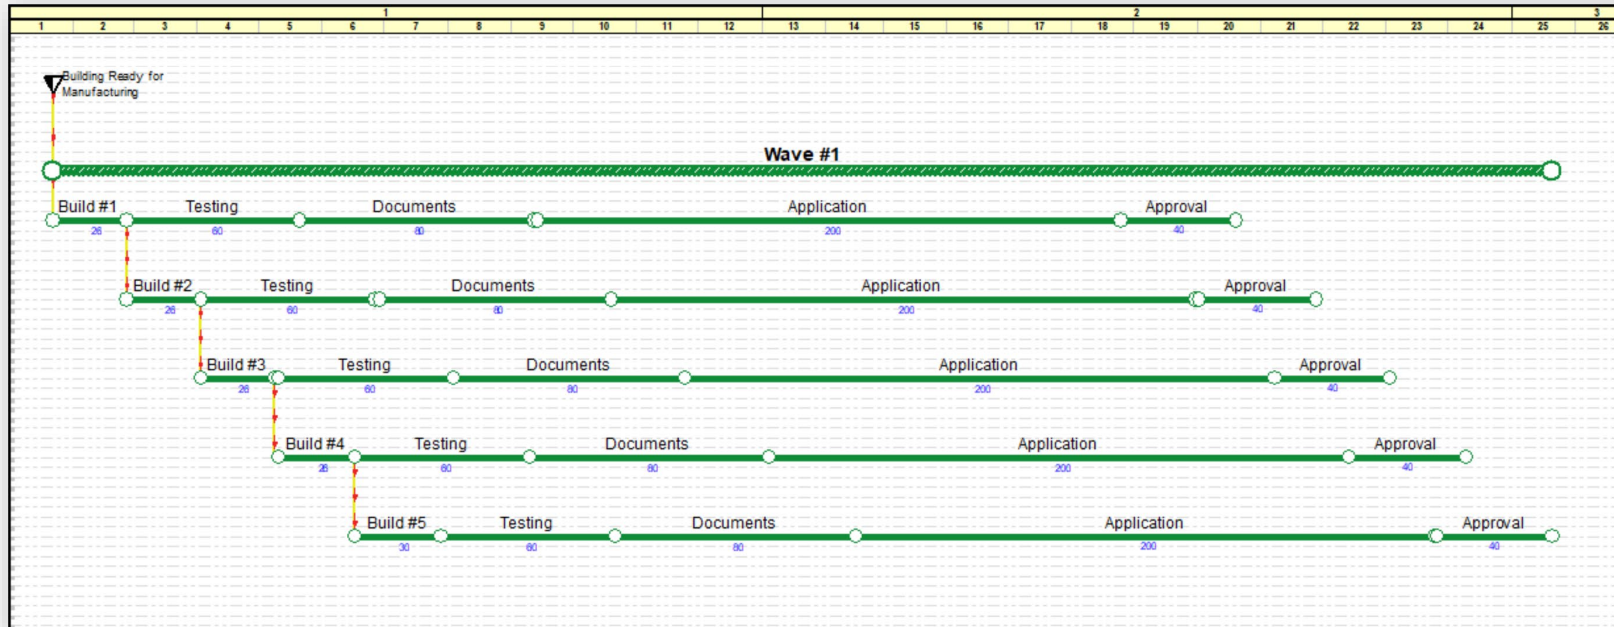 1 2 3
1 2 3 4 5 6 7 8 9 10 11 12 13 14 15 16 17 18 19 20 21 22 23 24 25 26
Building Ready for
Manufacturing
Wave #1
Build #1 Testing Documents Application Approval
26 60 80 200 40
Build #2 Testing Documents Application Approval
26 60 80 200 40
Build #3 Testing Documents Application Approval
26 60 80 200 40
Build #4 Testing Documents Application Approval
26 60 80 200 40
Build #5 Testing Documents Application Approval
30 60 80 200 40